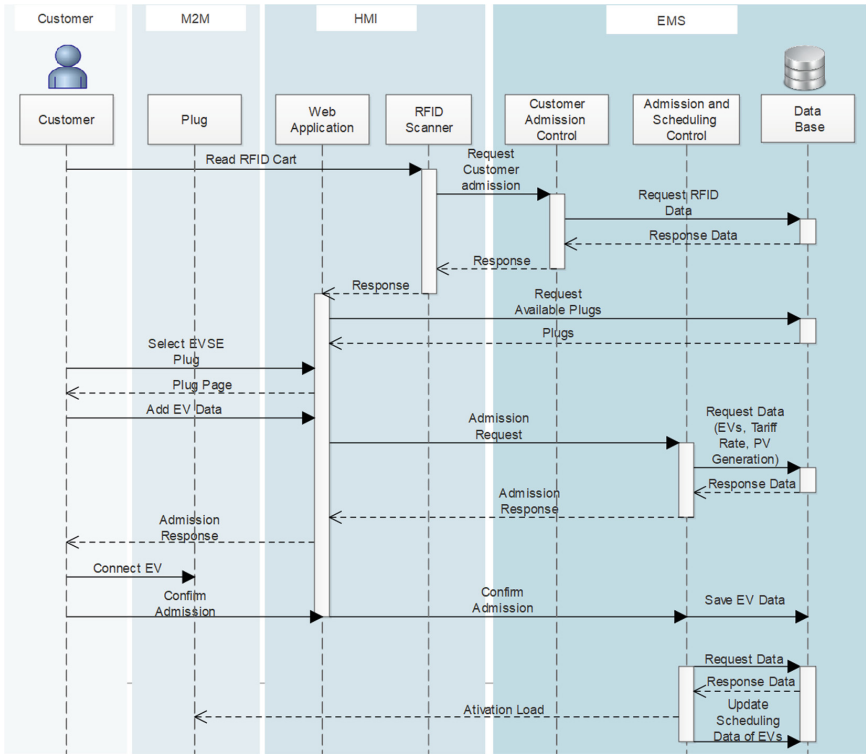 Customer
M2M
HMI
EMS
Customer
Plug
Web
Application
RFID
Scanner
Customer
Admission
Control
Admission and
Scheduling
Control
Data
Base
Read RFID Cart
Request
Customer
admission
Request RFID
Data
Response Data
Response
Response
Request
Available Plugs
Plugs
Select EVSE
Plug
Plug Page
Add EV Data
Admission
Request
Request Data
(EVs, Tariff
Rate, PV
Generation)
Response Data
Admission
Response
Admission
Response
Connect EV
Confirm
Admission
Confirm
Admission
Save EV Data
Request Data
Response Data
Ativation Load
Update
Scheduling
Data of EVs